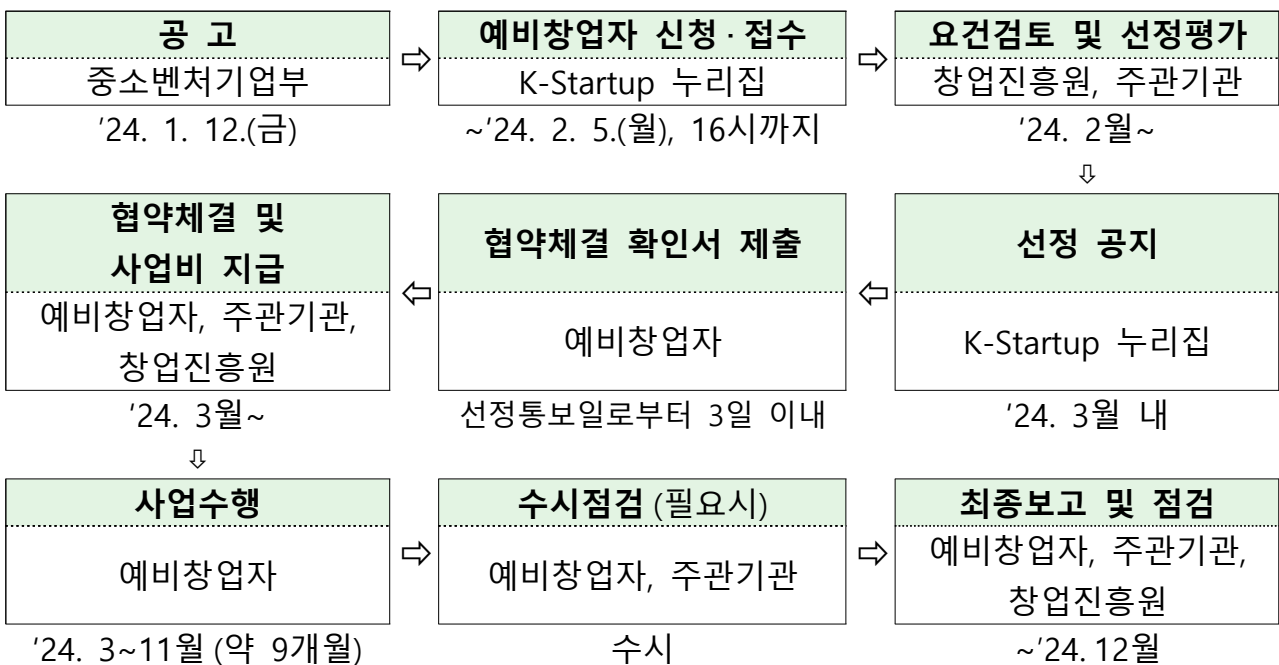 공 고
중소벤처기업부
'24. 1. 12.(금)
⇨
예비창업자 신청·접수
K-Startup 누리집
~'24. 2. 5.(월), 16시까지
⇨
요건검토 및 선정평가
창업진흥원, 주관기관
'24. 2월~
⇩
선정 공지
K-Startup 누리집
'24. 3월 내
⇦
협약체결 확인서 제출
예비창업자
선정통보일로부터 3일 이내
⇦
협약체결 및
사업비 지급
예비창업자, 주관기관,
창업진흥원
'24. 3월~
⇩
사업수행
예비창업자
'24. 3~11월 (약 9개월)
⇨
수시점검 (필요시)
예비창업자, 주관기관
수시
⇨
최종보고 및 점검
예비창업자, 주관기관,
창업진흥원
~'24. 12월